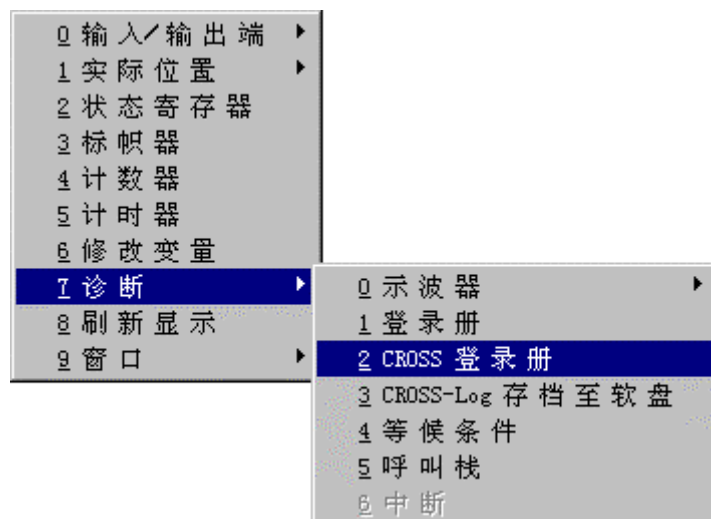 0 输入/输出端
1 实际位置
2 状态寄存器
3 标帜器
4 计数器
5 计时器
6 修改变量
7 诊断
8 刷新显示
9 窗口
0 示波器
1 登录册
2 CROSS 登录册
3 CROSS-Log 存档至软盘
4 等候条件
5 呼叫栈
6 中断